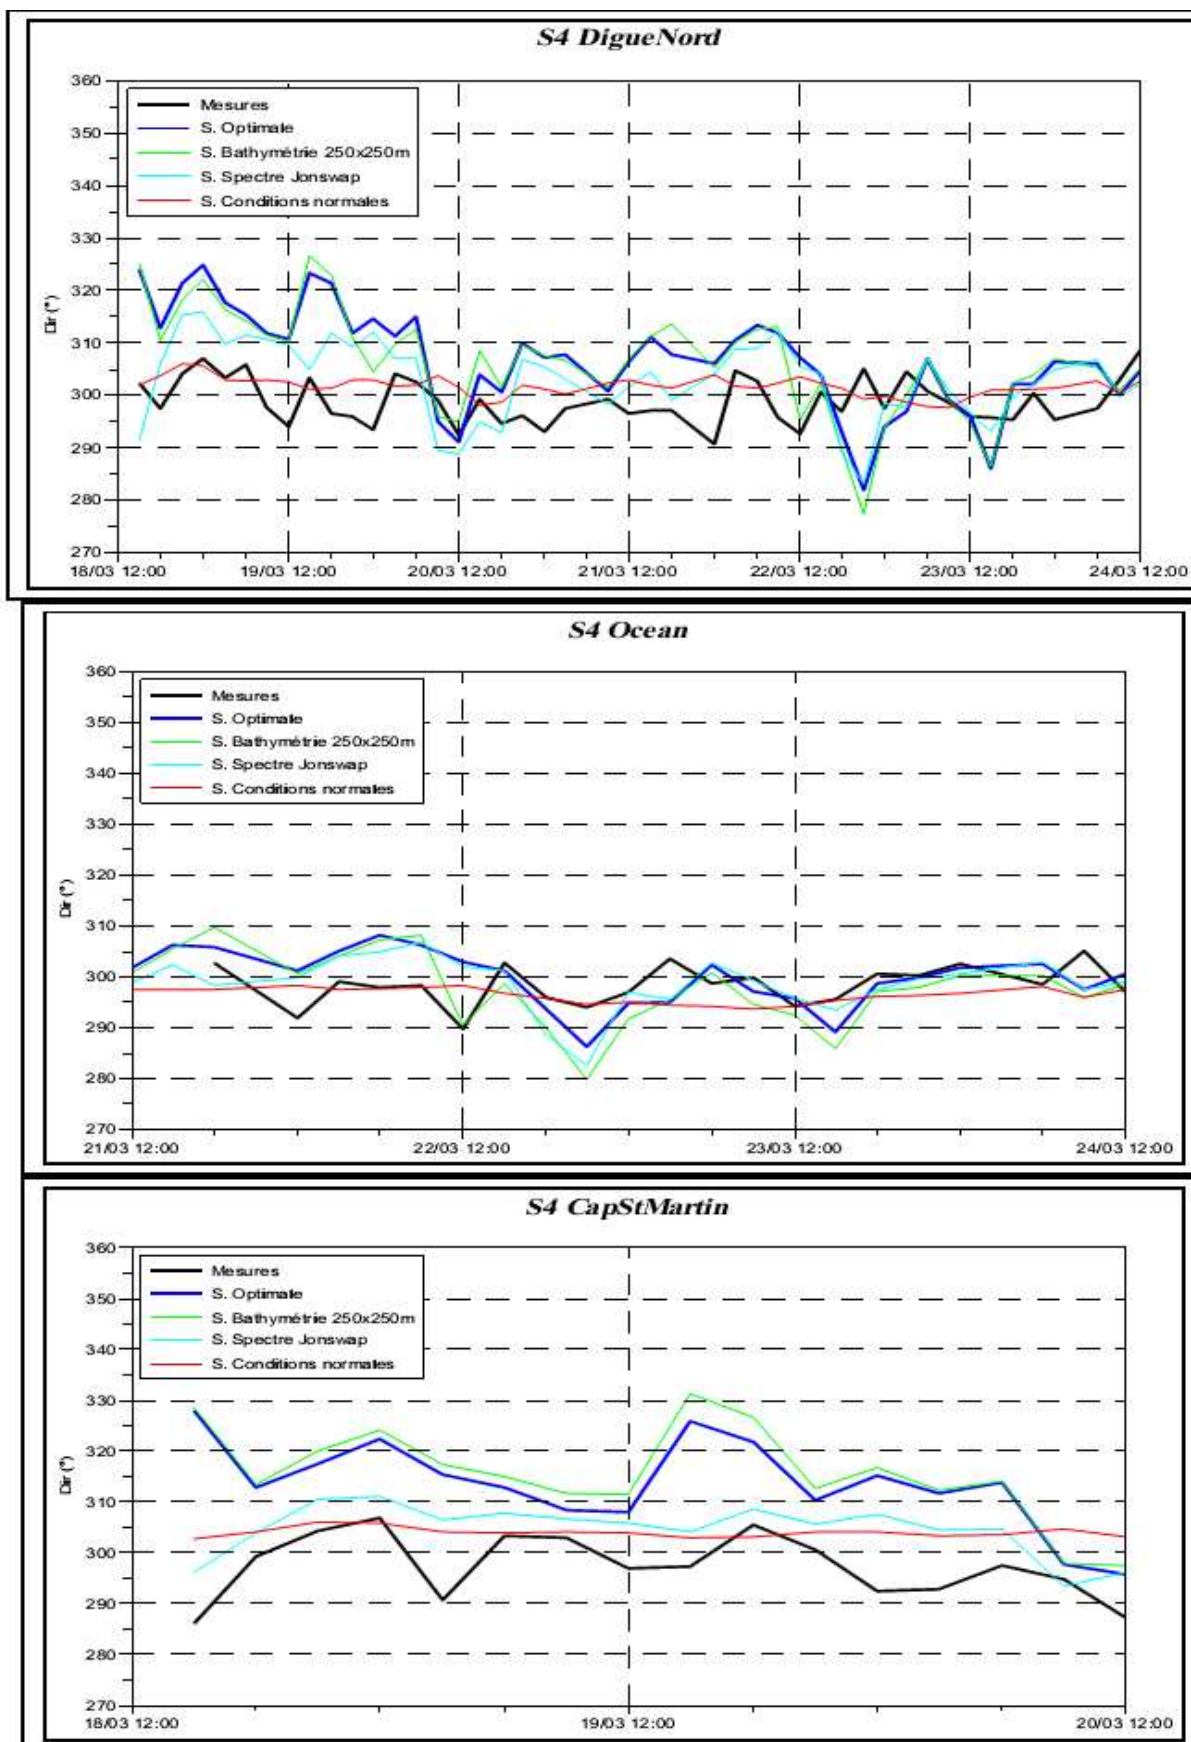 S4 DigueNord
360
Mesures
350
S. Optimale
S. Bathymétrie 250x250m
340
S. Spectre Jonswap
S. Conditions normales
330
320
Dir (°)
310
300
290
280
270
18/03 12:00 19/03 12:00 20/03 12:00 21/03 12:00 22/03 12:00 23/03 12:00 24/03 12:00
S4 Ocean
360
Mesures
350
S. Optimale
S. Bathymétrie 250x250m
340
S. Spectre Jonswap
S. Conditions normales
330
320
Dir (°)
310
300
290
280
270
21/03 12:00 22/03 12:00 23/03 12:00 24/03 12:00
S4 CapStMartin
360
Mesures
350
S. Optimale
S. Bathymétrie 250x250m
340
S. Spectre Jonswap
S. Conditions normales
330
320
Dir (°)
310
300
290
280
270
18/03 12:00 19/03 12:00 20/03 12:00